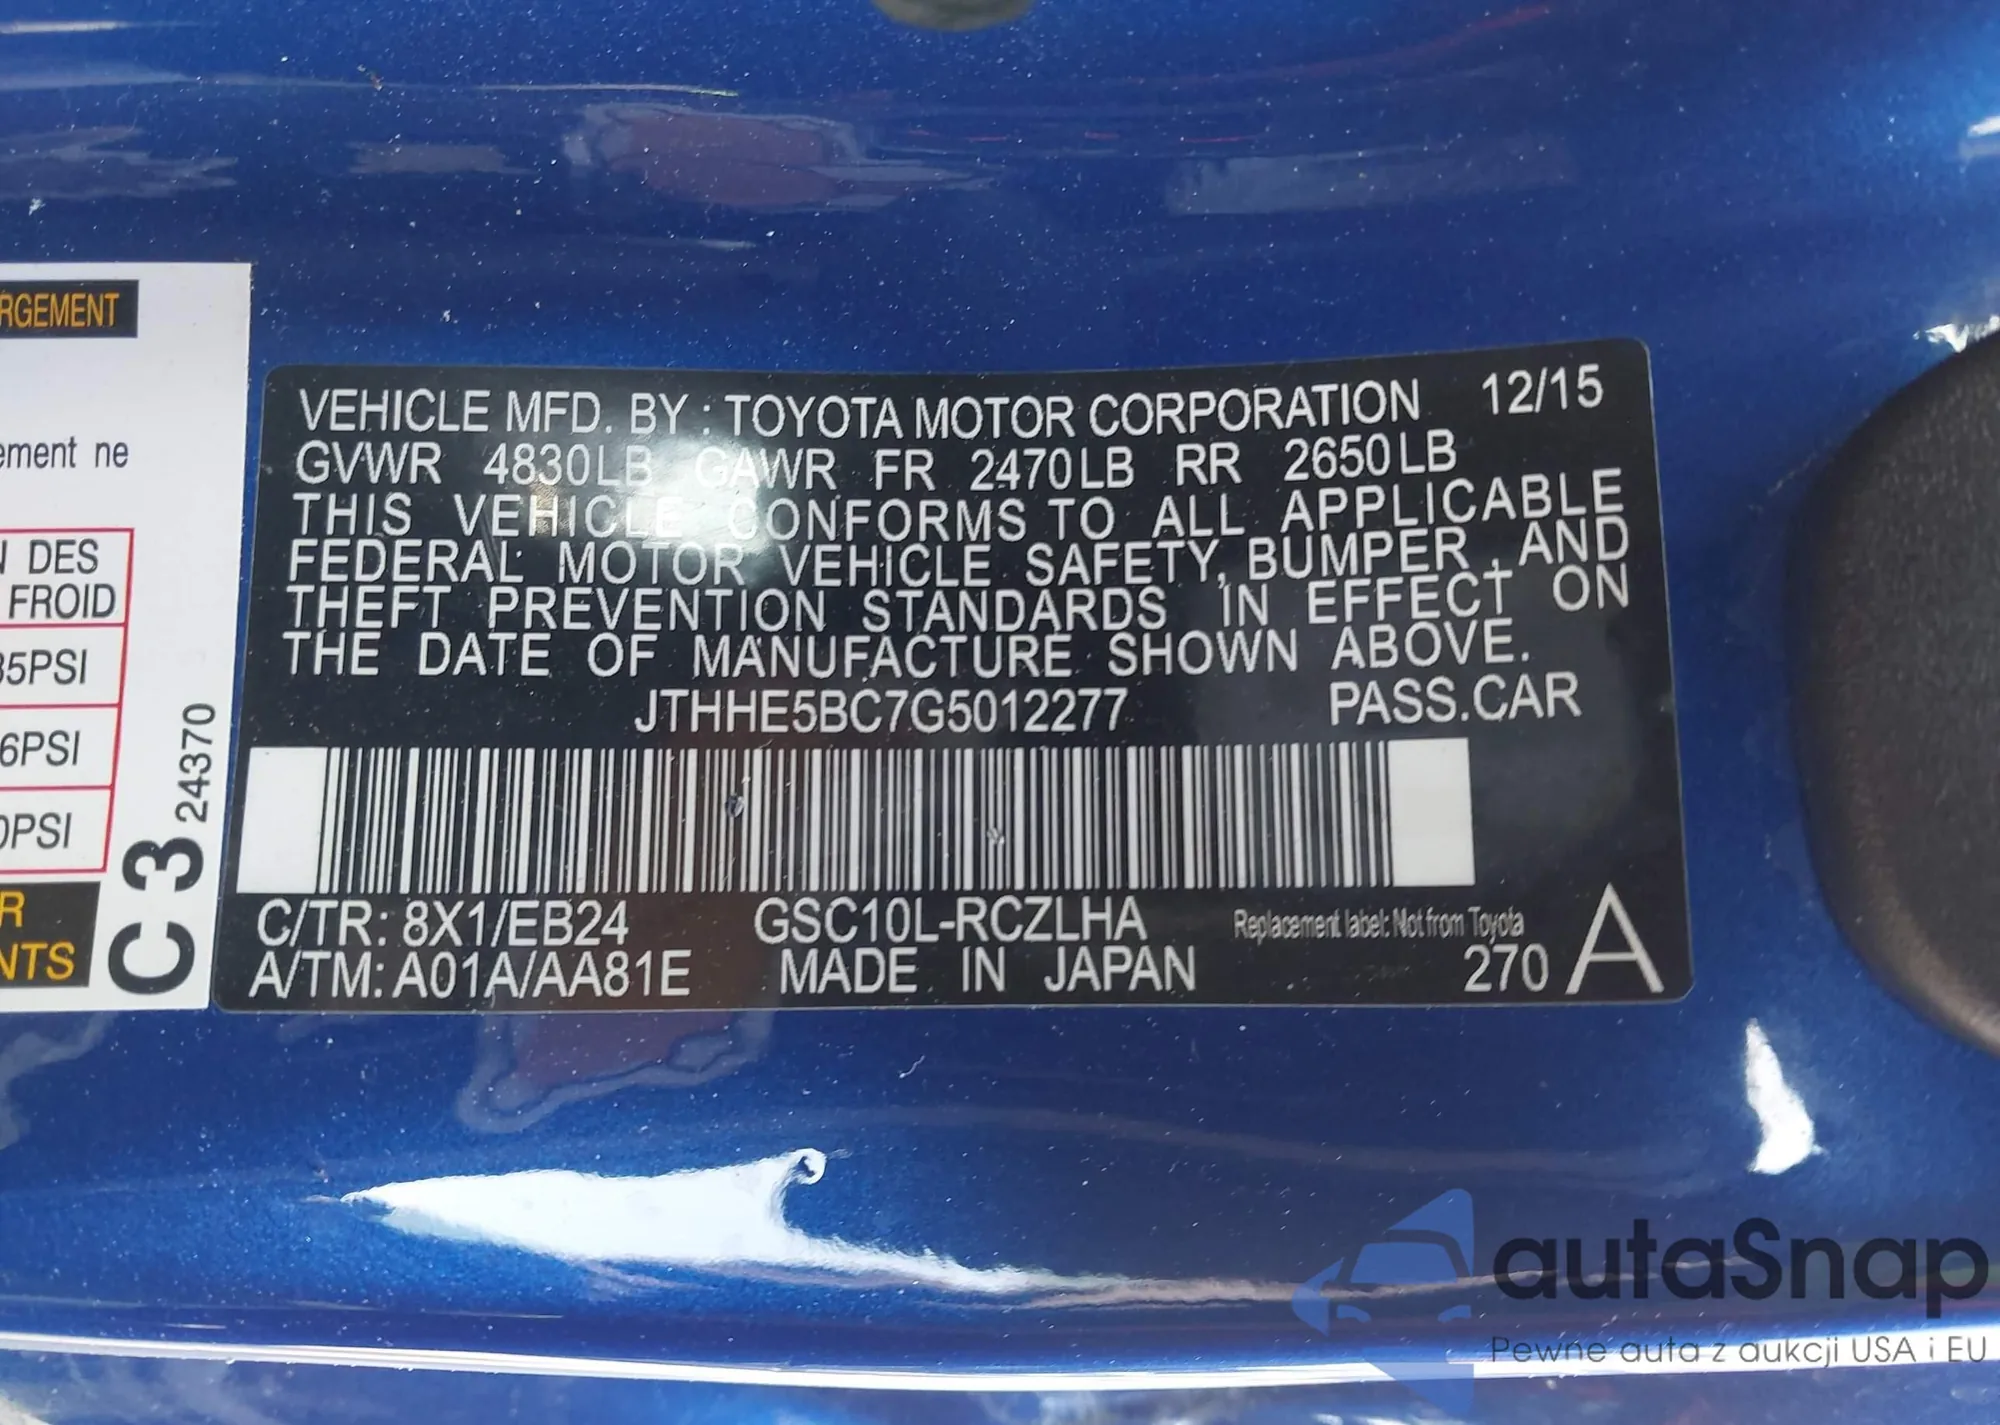 RGEMENT
ement ne
N DES
FROID
35PSI
6PSI
0PSI
R
NTS
C3 24370
VEHICLE MFD. BY : TOYOTA MOTOR CORPORATION 12/15
GVWR 4830LB GAWR FR 2470LB RR 2650LB
THIS VEHICLE CONFORMS TO ALL APPLICABLE
FEDERAL MOTOR VEHICLE SAFETY, BUMPER, AND
THEFT PREVENTION STANDARDS IN EFFECT ON
THE DATE OF MANUFACTURE SHOWN ABOVE.
JTHHE5BC7G5012277 PASS.CAR
C/TR: 8X1/EB24 GSC10L-RCZLHA Replacement label: Not from Toyota
A/TM: A01A/AA81E MADE IN JAPAN 270 A
autaSnap
Pewne auta z aukcji USA i EU